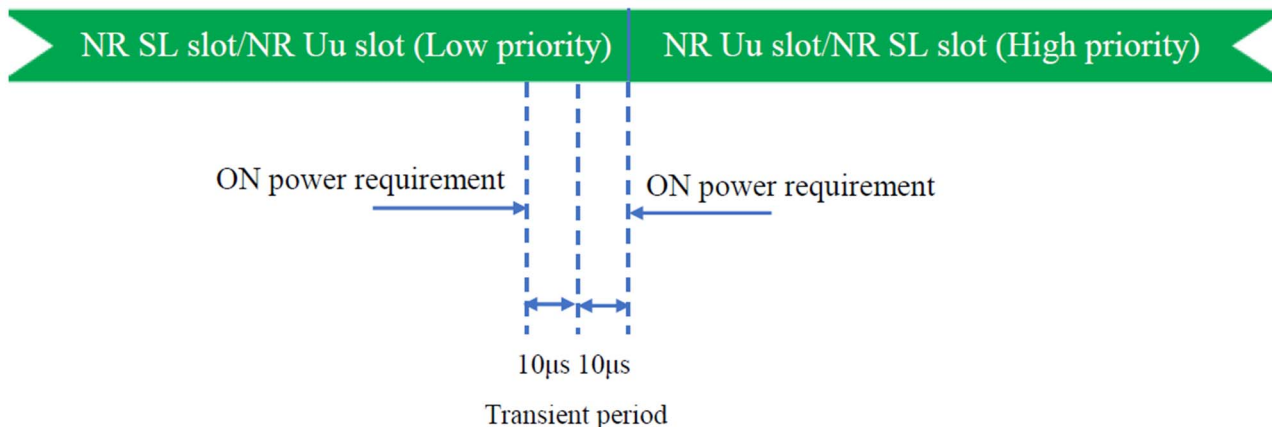 NR SL slot/NR Uu slot (Low priority)
NR Uu slot/NR SL slot (High priority)
ON power requirement
ON power requirement
10μs 10μs
Transient period